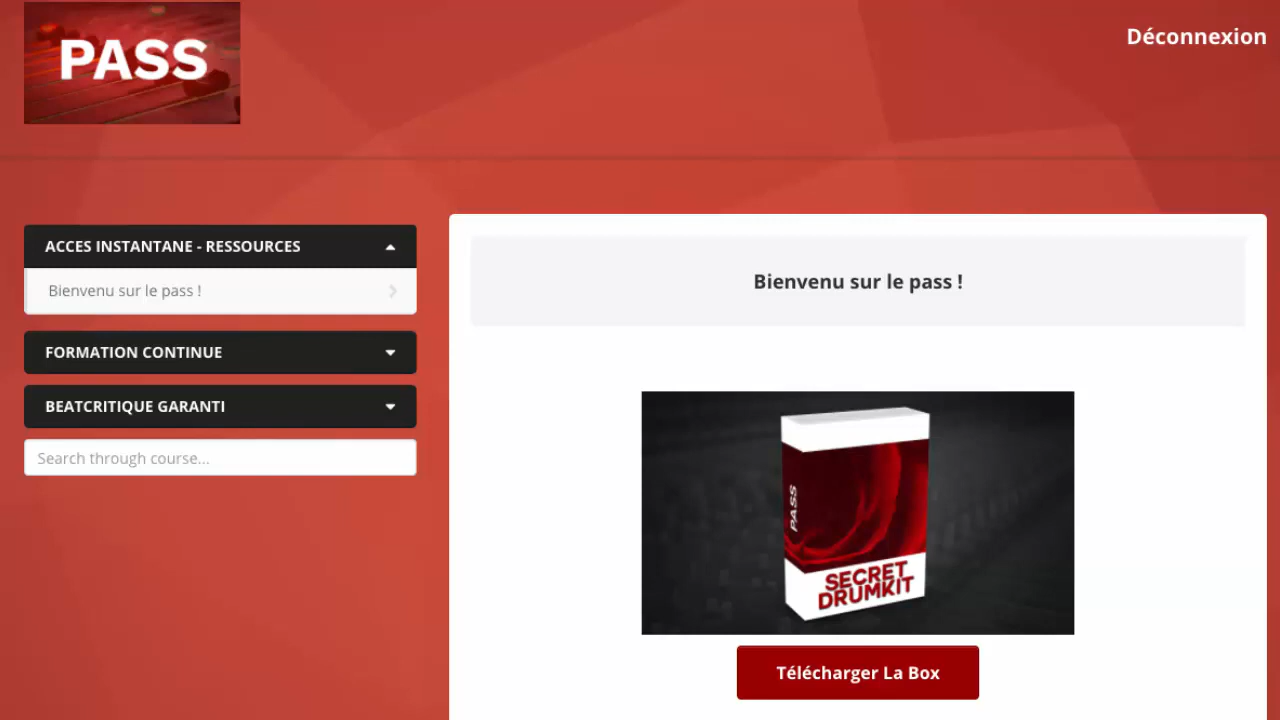 PASS
Déconnexion
ACCES INSTANTANE - RESSOURCES
Bienvenu sur le pass !
FORMATION CONTINUE
BEATCRITIQUE GARANTI
Search through course...
Bienvenu sur le pass !
PASS
SECRET
DRUMKIT
Télécharger La Box